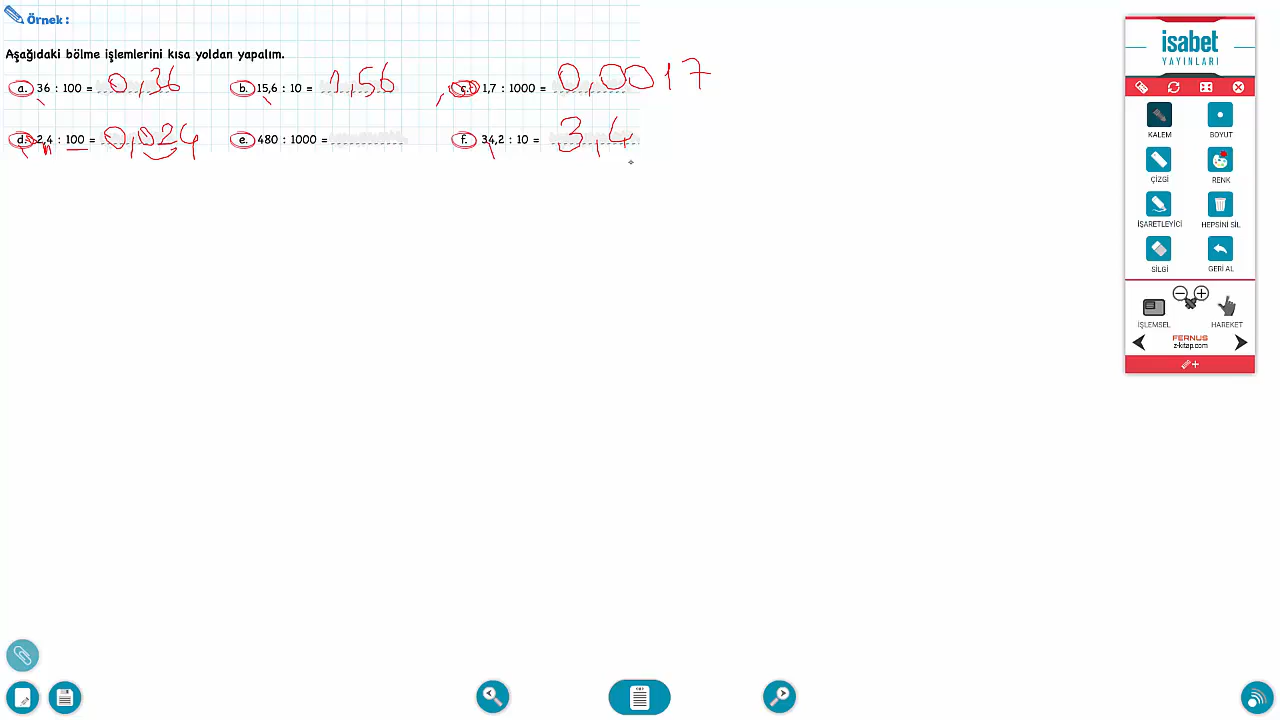 Örnek :
Aşağıdaki bölme işlemlerini kısa yoldan yapalım.
a. 36 : 100 = 0,36
b. 15,6 : 10 = 1,56
ç. 1,7 : 1000 = 0,0017
d. 2,4 : 100 = 0,024
e. 480 : 1000 =
f. 34,2 : 10 = 3,4
isabet
YAYINLARI
KALEM
BOYUT
ÇİZGİ
RENK
İŞARETLEYİCİ
HEPSİNİ SİL
SİLGİ
GERİ AL
İŞLEMSEL
HAREKET
FERNUS
z-kitap.com